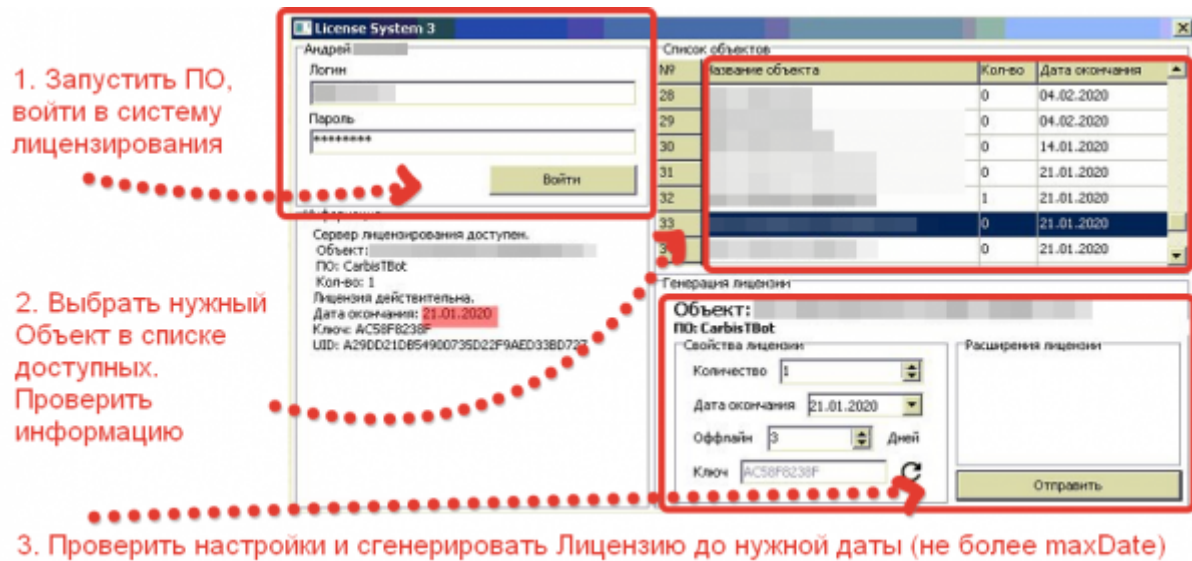 License System 3
Андрей
Логин
Пароль
********
Войти
1. Запустить ПО,
войти в систему
лицензирования
Список объектов
№ Название объекта Кол-во Дата окончания
28 0 04.02.2020
29 0 04.02.2020
30 0 14.01.2020
31 0 21.01.2020
32 1 21.01.2020
33 0 21.01.2020
3 0 21.01.2020
Информация
Сервер лицензирования доступен.
Объект:
ПО: CarbisTBot
Кол-во: 1
Лицензия действительна.
Дата окончания: 21.01.2020
Ключ: AC58F8238F
UID: A29DD21DB54900735D22F9AED33BD727
2. Выбрать нужный
Объект в списке
доступных.
Проверить
информацию
Генерация лицензии
Объект:
ПО: CarbisTBot
Свойства лицензии
Количество 1
Дата окончания 21.01.2020
Оффлайн 3 Дней
Ключ AC58F8238F
Расширения лицензии
Отправить
3. Проверить настройки и сгенерировать Лицензию до нужной даты (не более maxDate)